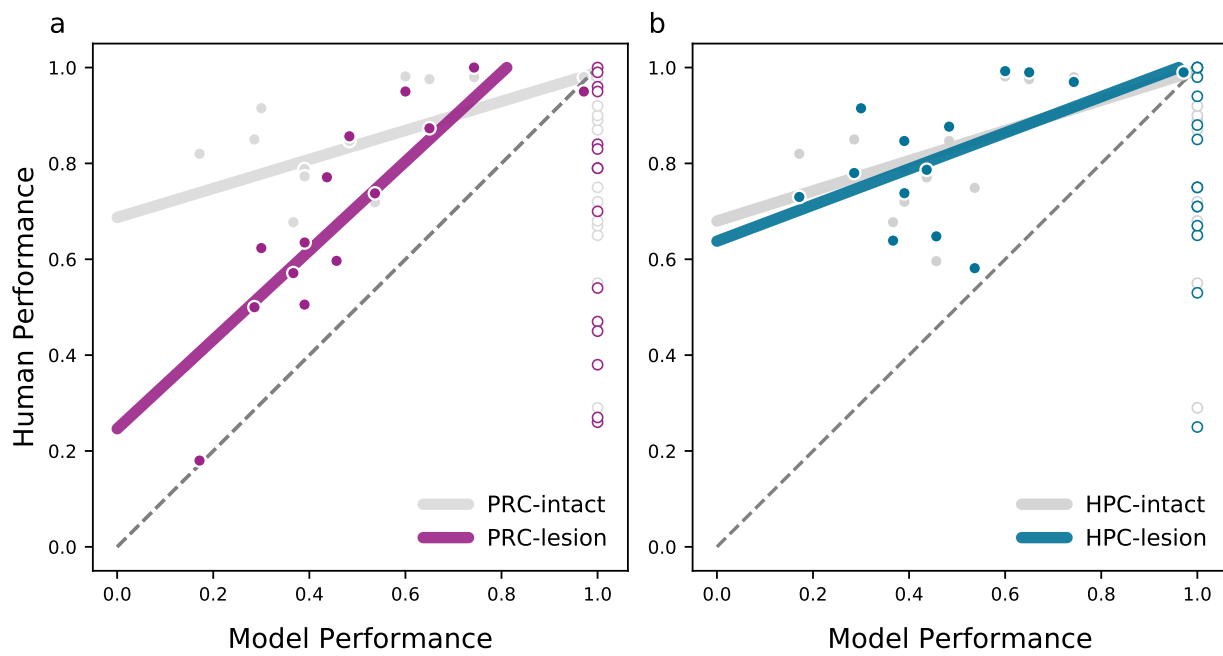 a
Human Performance
1.0
0.8
0.6
0.4
0.2
0.0
PRC-intact
PRC-lesion
0.0 0.2 0.4 0.6 0.8 1.0
Model Performance
b
1.0
0.8
0.6
0.4
0.2
0.0
HPC-intact
HPC-lesion
0.0 0.2 0.4 0.6 0.8 1.0
Model Performance